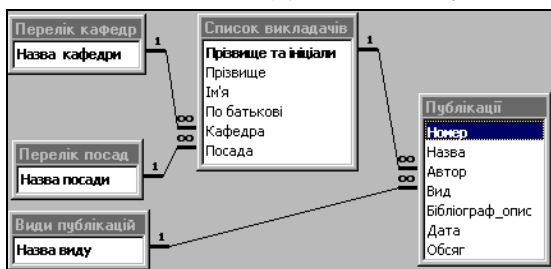 Перелік кафедр
Назва кафедри
Список викладачів
Прізвище та ініціали
Прізвище
Ім'я
По батькові
Кафедра
Посада
Перелік посад
Назва посади
Види публікацій
Назва виду
Публікації
Номер
Назва
Автор
Вид
Бібліограф_опис
Дата
Обсяг
1
∞
1
∞
1
∞
1
∞